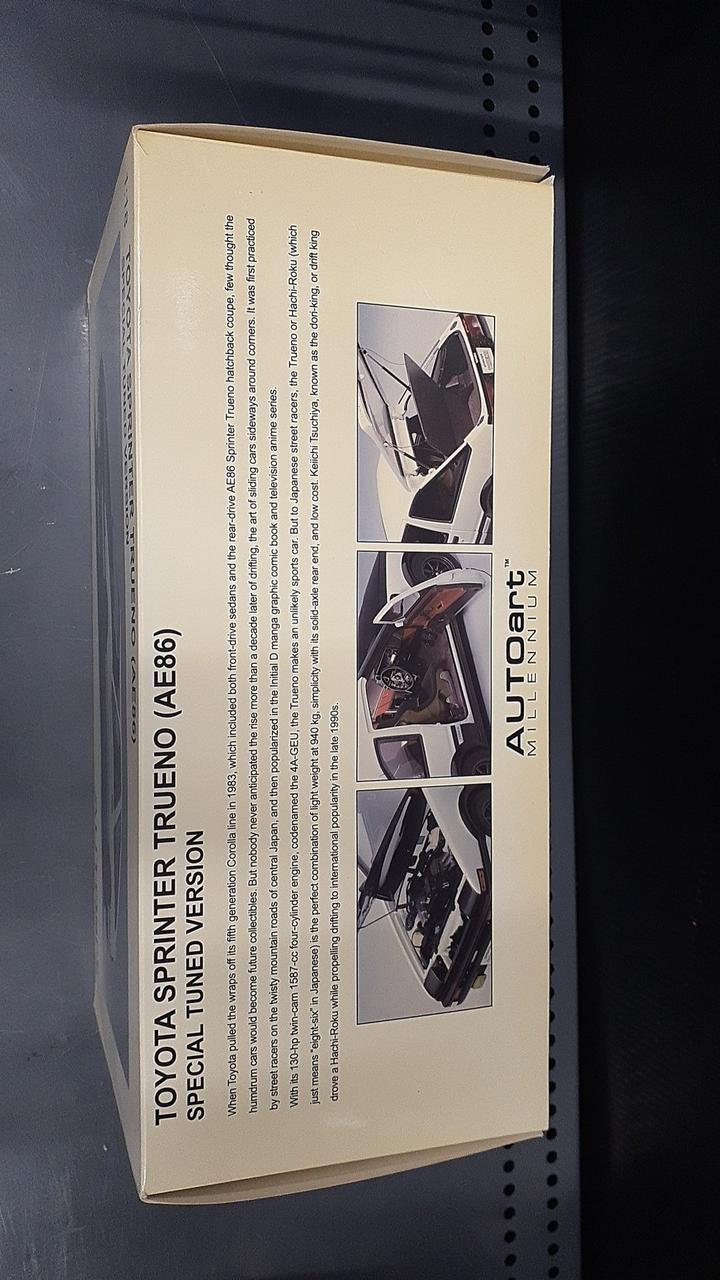 TOYOTA SPRINTER TRUENO (AE86)
TOYOTA SPRINTER TRUENO (AE86)
SPECIAL TUNED VERSION
When Toyota pulled the wraps off its fifth generation Corolla line in 1983, which included both front-drive sedans and the rear-drive AE86 Sprinter Trueno hatchback coupe, few thought the
humdrum cars would become future collectibles. But nobody never anticipated the rise more than a decade later of drifting, the art of sliding cars sideways around corners. It was first practiced
by street racers on the twisty mountain roads of central Japan, and then popularized in the Initial D manga graphic comic book and television anime series.
With its 130-hp twin-cam 1587-cc four-cylinder engine, codenamed the 4A-GEU, the Trueno makes an unlikely sports car. But to Japanese street racers, the Trueno or Hachi-Roku (which
just means "eight-six" in Japanese) is the perfect combination of light weight at 940 kg, simplicity with its solid-axle rear end, and low cost. Keiichi Tsuchiya, known as the dori-king, or drift king
drove a Hachi-Roku while propelling drifting to international popularity in the late 1990s.
AUTOart™
MILLENNIUM